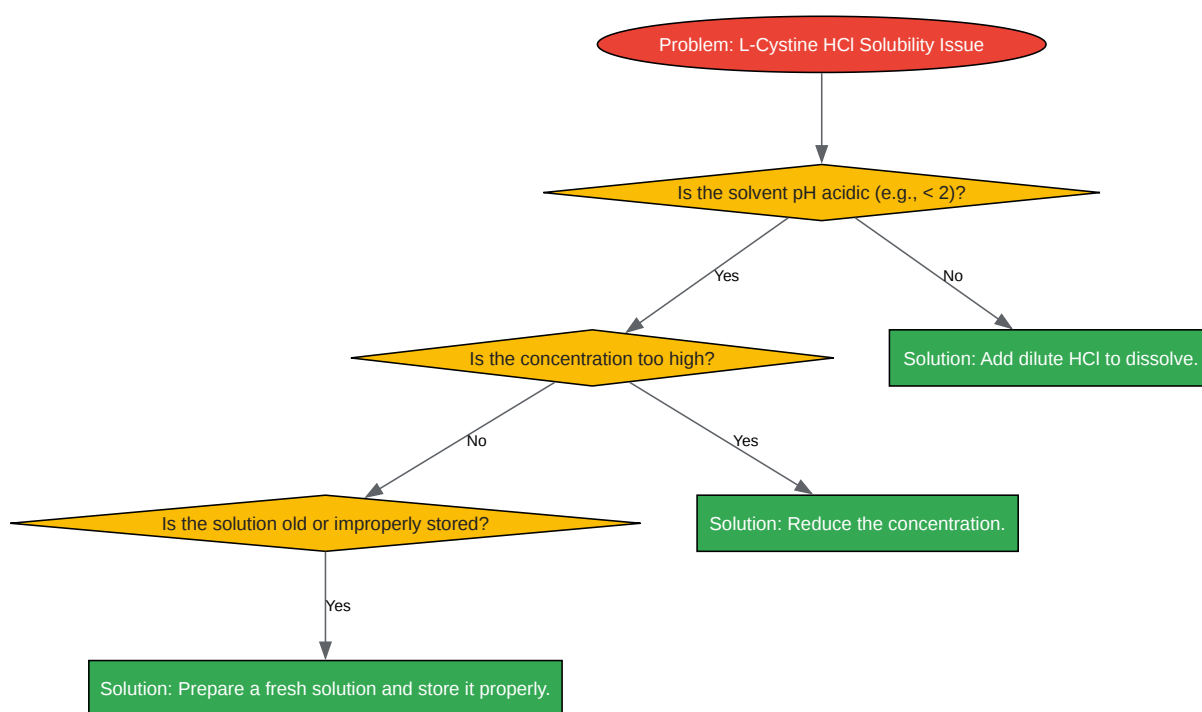 Problem: L-Cystine HCl Solubility Issue
Is the solvent pH acidic (e.g., < 2)?
Yes
No
Is the concentration too high?
Solution: Add dilute HCl to dissolve.
No
Yes
Is the solution old or improperly stored?
Solution: Reduce the concentration.
Yes
Solution: Prepare a fresh solution and store it properly.